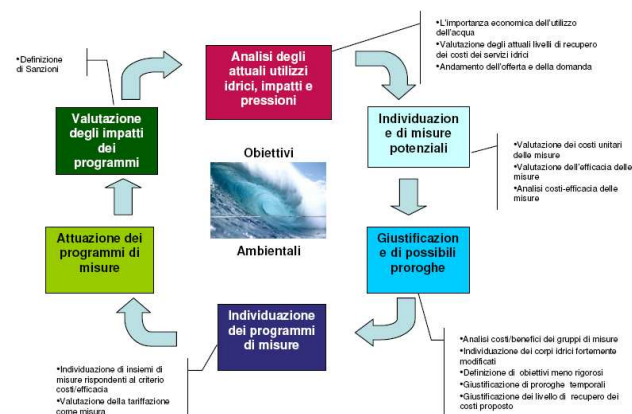 •Definizione
di Sanzioni
Analisi degli
attuali utilizzi
idrici, impatti e
pressioni
•L'importanza economica dell'utilizzo
dell'acqua
•Valutazione degli attuali livelli di recupero
dei costi dei servizi idrici
•Andamento dell'offerta e della domanda
Valutazione
degli impatti
dei
programmi
Individuazion
e di misure
potenziali
•Valutazione dei costi unitari
delle misure
•Valutazione dell'efficacia delle
misure
•Analisi costi-efficacia delle
misure
Obiettivi
Ambientali
Attuazione dei
programmi di
misure
Giustificazion
e di possibili
proroghe
Individuazione
dei programmi
di misure
•Analisi costi/benefici dei gruppi di misure
•Individuazione dei corpi idrici fortemente
modificati
•Definizione di obiettivi meno rigorosi
•Giustificazione di proroghe temporali
•Giustificazione del livello di recupero dei
costi proposto
•Individuazione di insiemi di
misure rispondenti al criterio
costi/efficacia
•Valutazione della tariffazione
come misura